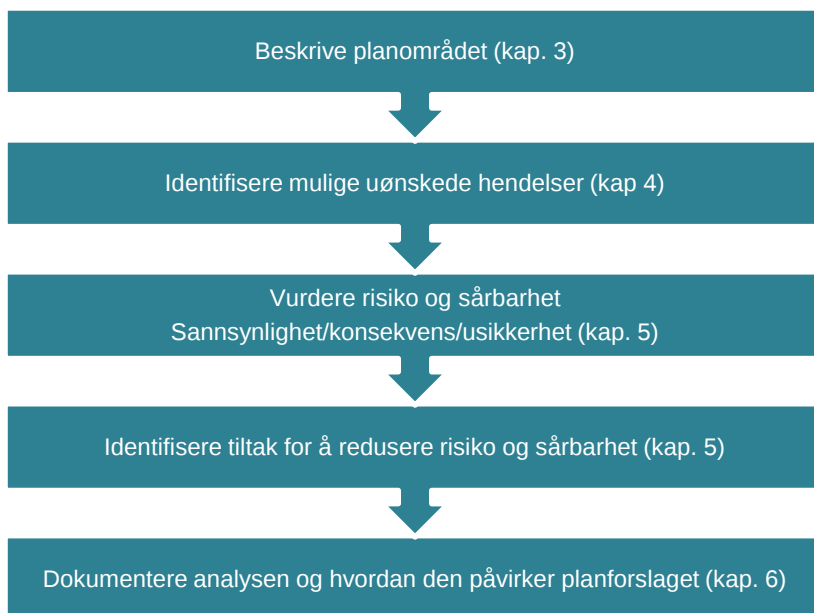 Beskrive planområdet (kap. 3)
Identifisere mulige uønskede hendelser (kap 4)
Vurdere risiko og sårbarhet
Sannsynlighet/konsekvens/usikkerhet (kap. 5)
Identifisere tiltak for å redusere risiko og sårbarhet (kap. 5)
Dokumentere analysen og hvordan den påvirker planforslaget (kap. 6)